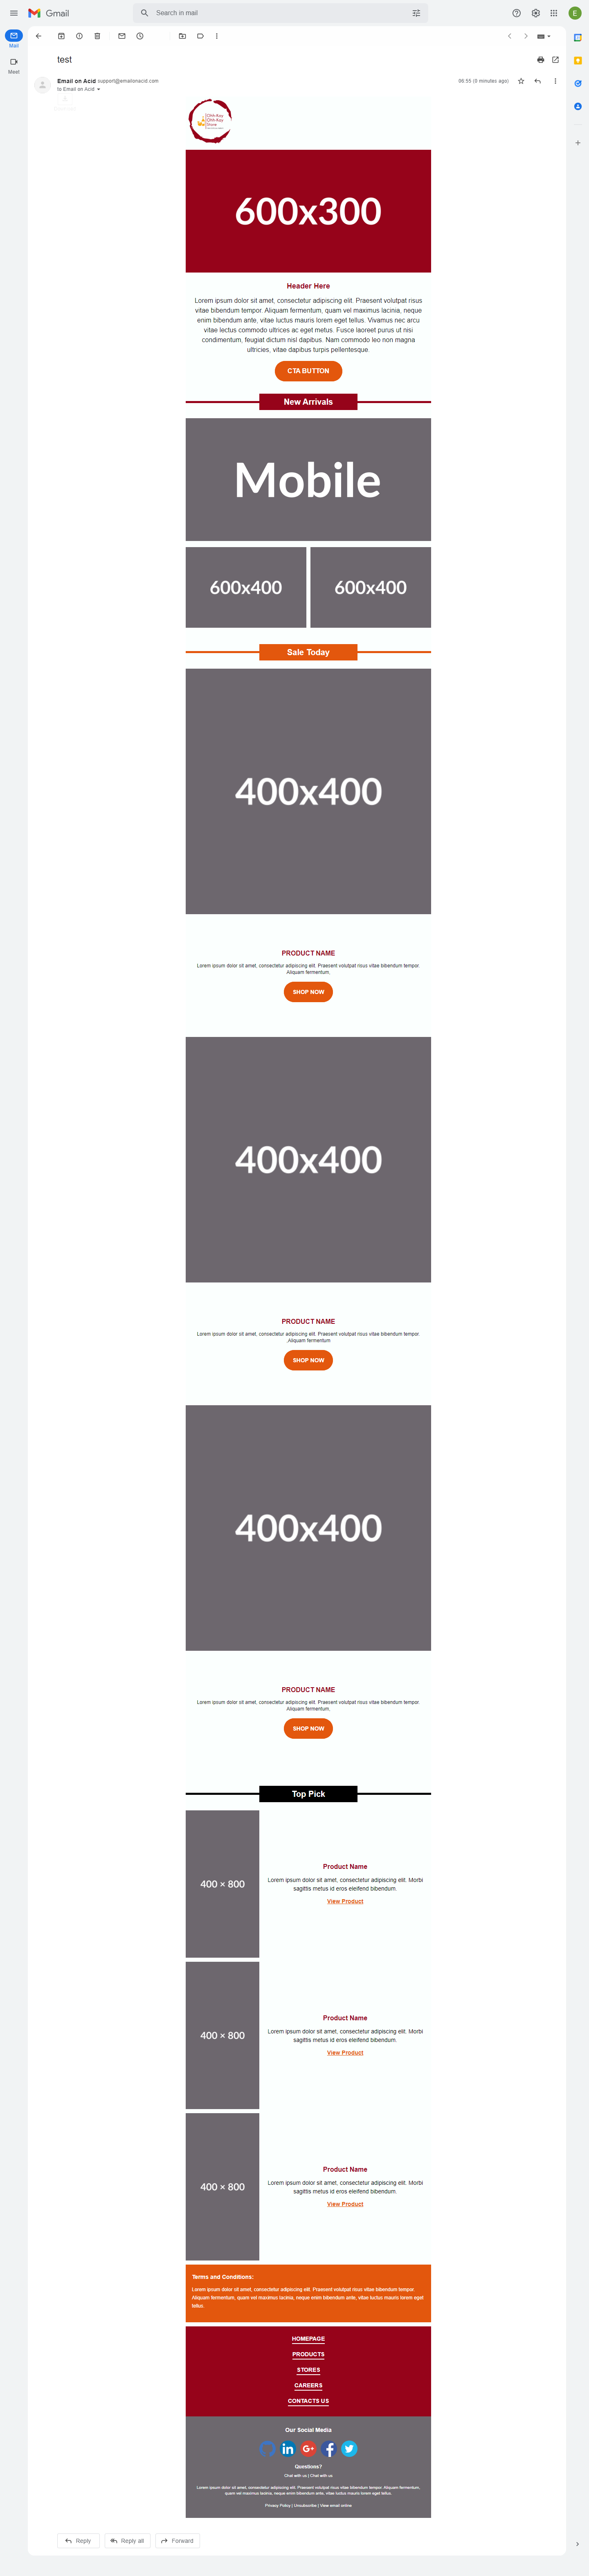 Gmail
Search in mail
E
Mail
Meet
test
Email on Acid support@emailonacid.com
06:55 (0 minutes ago)
to Email on Acid
Ohh-Kay
Ohh-Kay
Store
600x300
Header Here
Lorem ipsum dolor sit amet, consectetur adipiscing elit. Praesent volutpat risus
vitae bibendum tempor. Aliquam fermentum, quam vel maximus lacinia, neque
enim bibendum ante, vitae luctus mauris lorem eget tellus. Vivamus nec arcu
vitae lectus commodo ultrices ac eget metus. Fusce laoreet purus ut nisi
condimentum, feugiat dictum nisl dapibus. Nam commodo leo non magna
ultricies, vitae dapibus turpis pellentesque.
CTA BUTTON
New Arrivals
Mobile
600x400 600x400
Sale Today
400x400
PRODUCT NAME
Lorem ipsum dolor sit amet, consectetur adipiscing elit. Praesent volutpat risus vitae bibendum tempor.
Aliquam fermentum,
SHOP NOW
400x400
PRODUCT NAME
Lorem ipsum dolor sit amet, consectetur adipiscing elit. Praesent volutpat risus vitae bibendum tempor.
Aliquam fermentum
SHOP NOW
400x400
PRODUCT NAME
Lorem ipsum dolor sit amet, consectetur adipiscing elit. Praesent volutpat risus vitae bibendum tempor.
Aliquam fermentum,
SHOP NOW
Top Pick
400 × 800
Product Name
Lorem ipsum dolor sit amet, consectetur adipiscing elit. Morbi
sagittis metus id eros eleifend bibendum.
View Product
400 × 800
Product Name
Lorem ipsum dolor sit amet, consectetur adipiscing elit. Morbi
sagittis metus id eros eleifend bibendum.
View Product
400 × 800
Product Name
Lorem ipsum dolor sit amet, consectetur adipiscing elit. Morbi
sagittis metus id eros eleifend bibendum.
View Product
Terms and Conditions:
Lorem ipsum dolor sit amet, consectetur adipiscing elit. Praesent volutpat risus vitae bibendum tempor.
Aliquam fermentum, quam vel maximus lacinia, neque enim bibendum ante, vitae luctus mauris lorem eget
tellus.
HOMEPAGE
PRODUCTS
STORES
CAREERS
CONTACTS US
Our Social Media
Questions?
Chat with us | Chat with us
Lorem ipsum dolor sit amet, consectetur adipiscing elit. Praesent volutpat risus vitae bibendum tempor. Aliquam fermentum,
quam vel maximus lacinia, neque enim bibendum ante, vitae luctus mauris lorem eget tellus.
Privacy Policy | Unsubscribe | View email online
Reply Reply all Forward